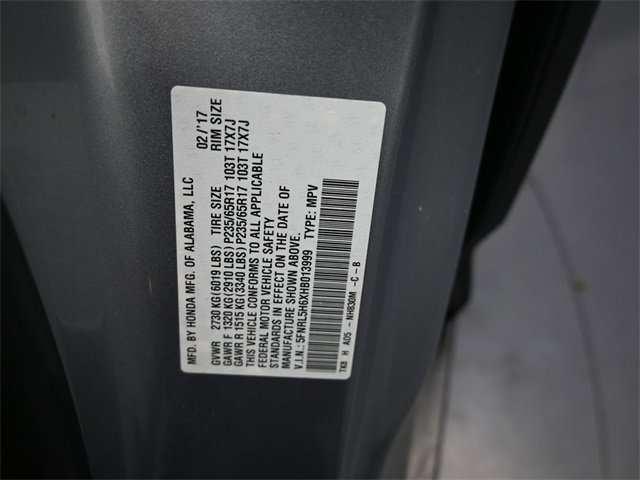 MFD. BY HONDA MFG. OF ALABAMA, LLC 02/'17
GVWR 2730 KG(6019 LBS) TIRE SIZE RIM SIZE
GAWR F 1320 KG(2910 LBS) P235/65R17 103T 17X7J
GAWR R 1515 KG(3340 LBS) P235/65R17 103T 17X7J
THIS VEHICLE CONFORMS TO ALL APPLICABLE
FEDERAL MOTOR VEHICLE SAFETY
STANDARDS IN EFFECT ON THE DATE OF
MANUFACTURE SHOWN ABOVE.
V.I.N.: 5FNRL5H6XHB013999 TYPE: MPV
TK8 H AD5 - NH830M -C -B